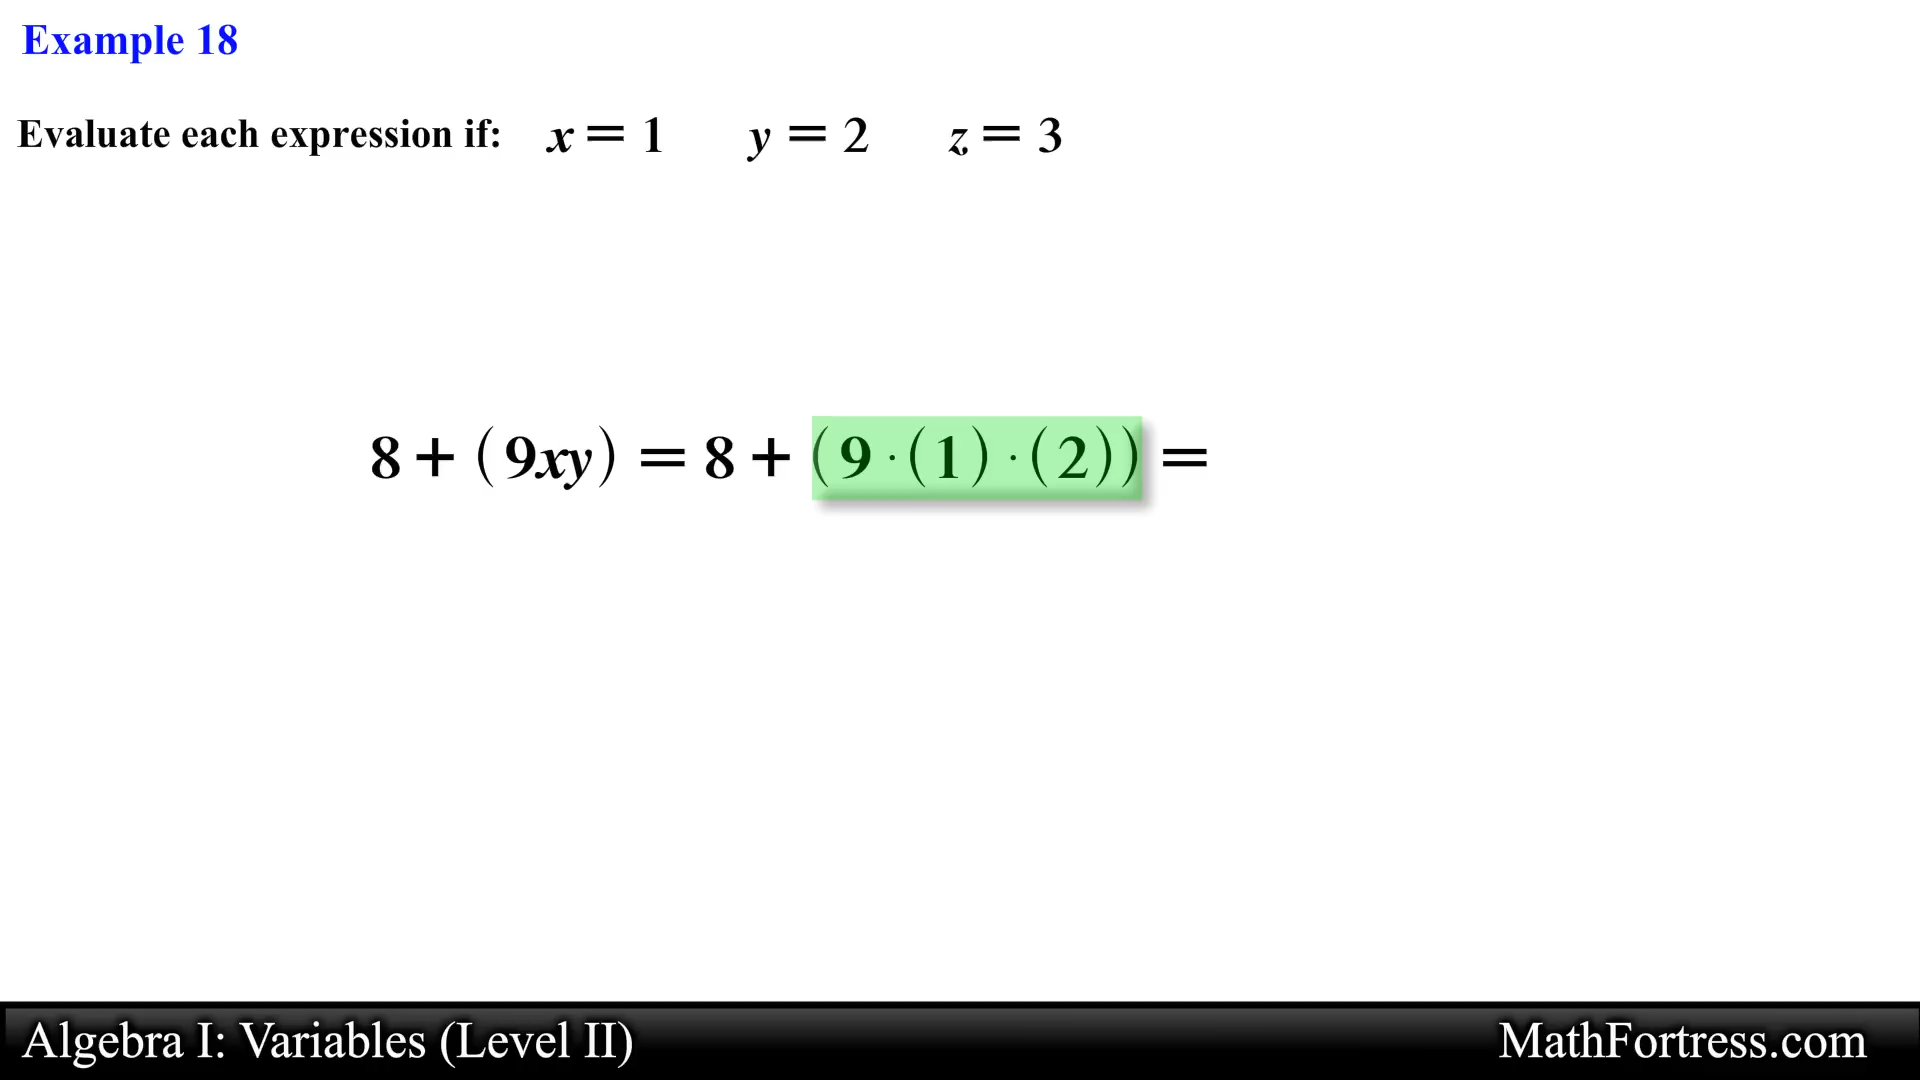 Example 18
Evaluate each expression if: x = 1 y = 2 z = 3
8 + (9xy) = 8 + (9 · (1) · (2)) =
Algebra I: Variables (Level II) MathFortress.com